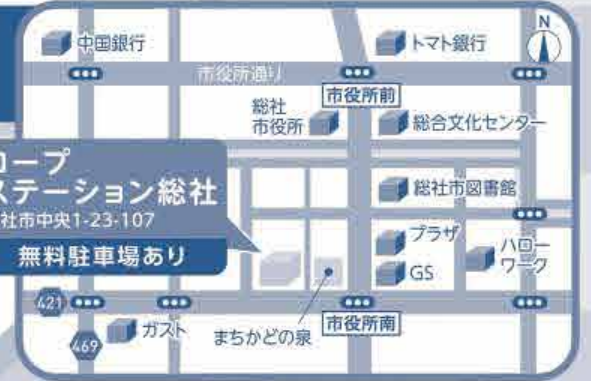 N
中国銀行
トマト銀行
市役所通り
市役所前
総社
市役所
総合文化センター
ープ
ステーション総社
社市中央1-23-107
無料駐車場あり
総社市図書館
プラザ
ハロー
ワーク
GS
421
469
ガスト
まちかどの泉
市役所南